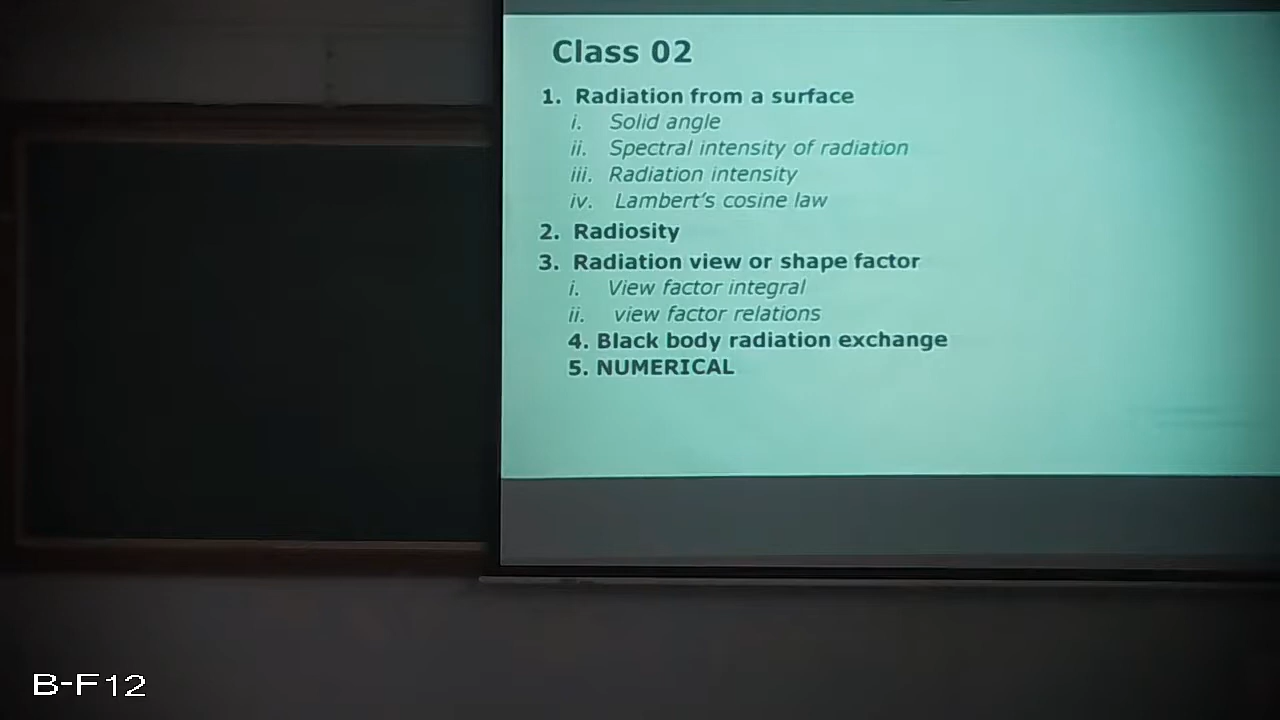 Class 02
1. Radiation from a surface
i. Solid angle
ii. Spectral intensity of radiation
iii. Radiation intensity
iv. Lambert's cosine law
2. Radiosity
3. Radiation view or shape factor
i. View factor integral
ii. view factor relations
4. Black body radiation exchange
5. NUMERICAL
B-F12